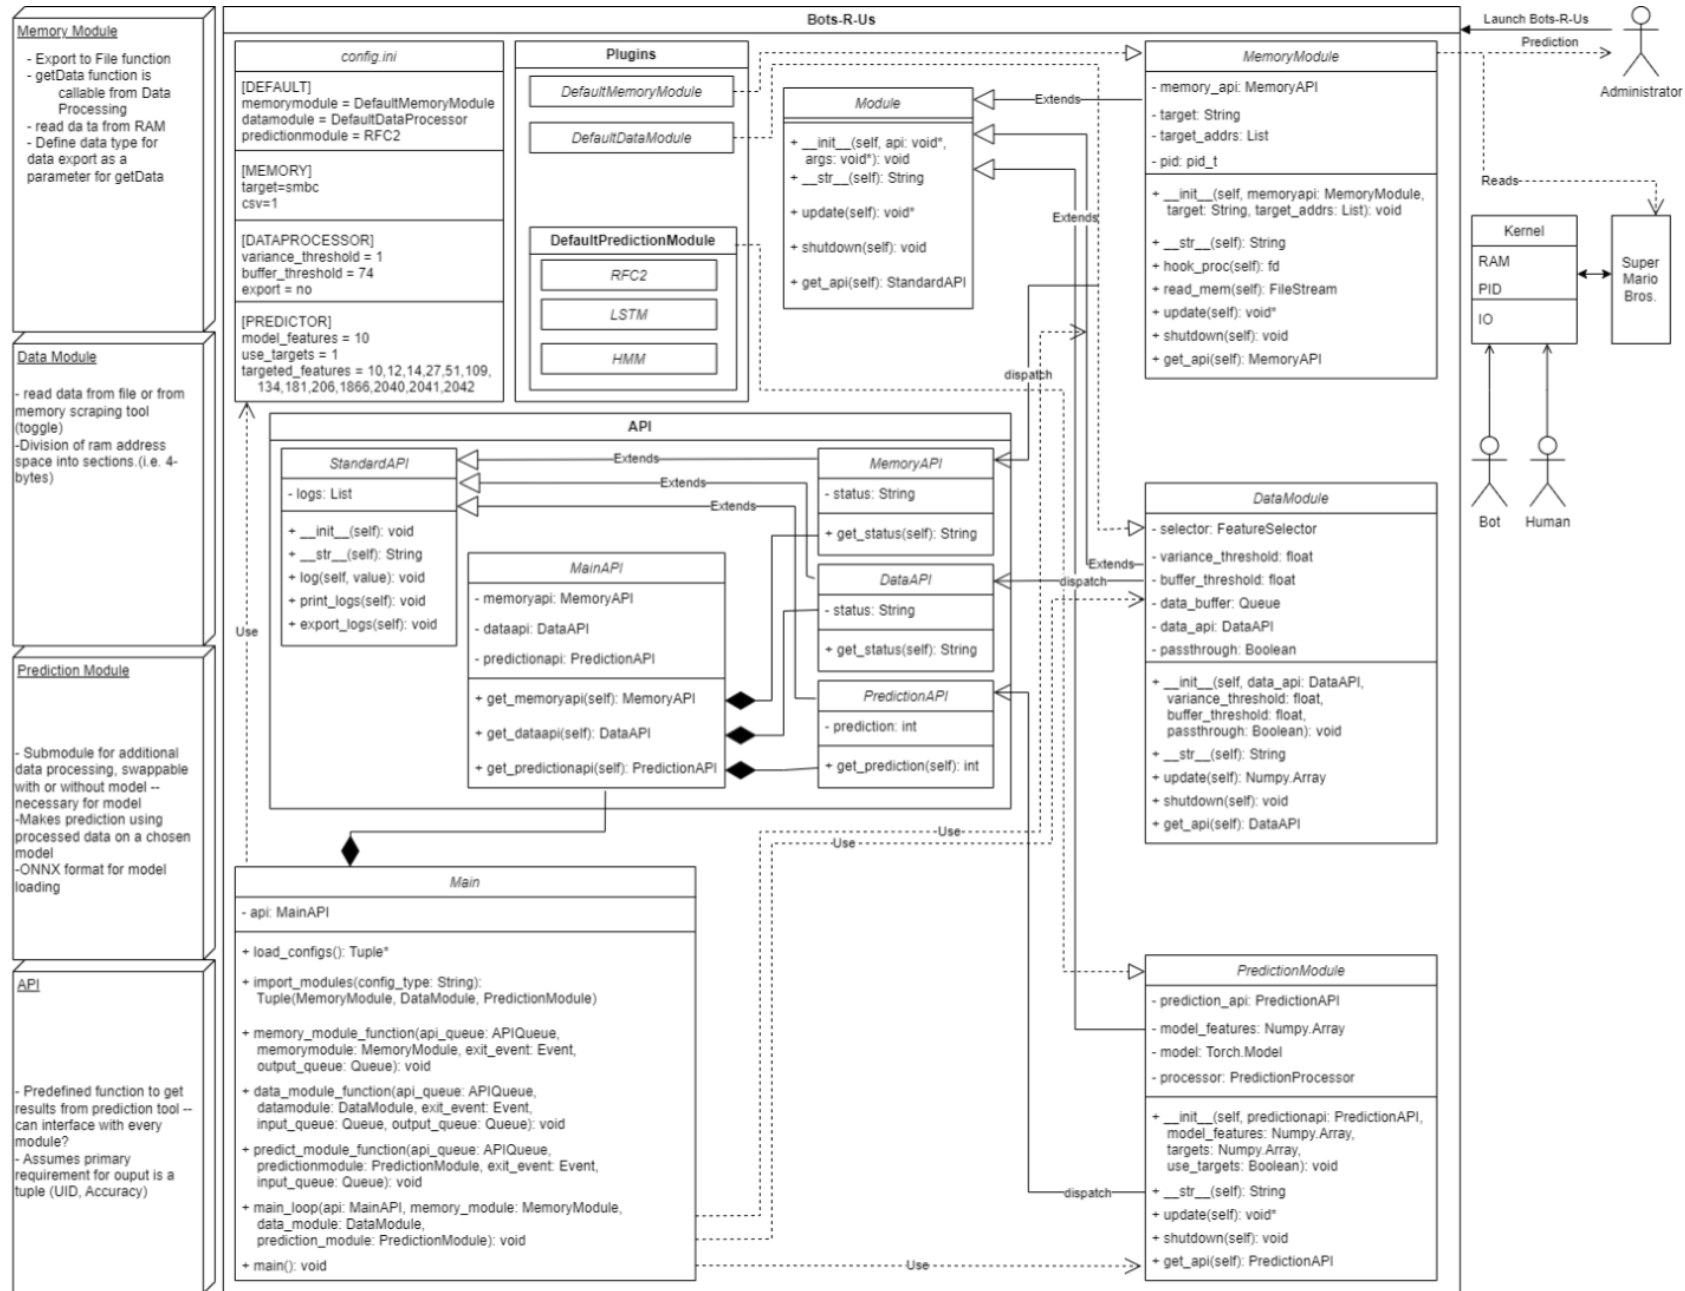 Memory Module
- Export to File function
- getData function is
callable from Data
Processing
- read da ta from RAM
- Define data type for
data export as a
parameter for getData
Data Module
- read data from file or from
memory scraping tool
(toggle)
-Division of ram address
space into sections.(i.e. 4-
bytes)
Prediction Module
- Submodule for additional
data processing, swappable
with or without model --
necessary for model
-Makes prediction using
processed data on a chosen
model
-ONNX format for model
loading
API
- Predefined function to get
results from prediction tool --
can interface with every
module?
- Assumes primary
requirement for ouput is a
tuple (UID, Accuracy)
Bots-R-Us
config.ini
[DEFAULT]
memorymodule = DefaultMemoryModule
datamodule = DefaultDataProcessor
predictionmodule = RFC2
[MEMORY]
target=smbc
csv=1
[DATAPROCESSOR]
variance_threshold = 1
buffer_threshold = 74
export = no
[PREDICTOR]
model_features = 10
use_targets = 1
targeted_features = 10,12,14,27,51,109,
134,181,206,1866,2040,2041,2042
Plugins
DefaultMemoryModule
DefaultDataModule
DefaultPredictionModule
RFC2
LSTM
HMM
Module
+ __init__(self, api: void*,
args: void*): void
+ __str__(self): String
+ update(self): void*
+ shutdown(self): void
+ get_api(self): StandardAPI
Extends
Extends
dispatch
MemoryModule
- memory_api: MemoryAPI
- target: String
- target_addrs: List
- pid: pid_t
+ __init__(self, memoryapi: MemoryModule,
target: String, target_addrs: List): void
+ __str__(self): String
+ hook_proc(self): fd
+ read_mem(self): FileStream
+ update(self): void*
+ shutdown(self): void
+ get_api(self): MemoryAPI
Launch Bots-R-Us
Prediction
Administrator
Reads
Kernel
RAM
PID
IO
Super
Mario
Bros.
Bot
Human
API
StandardAPI
- logs: List
+ __init__(self): void
+ __str__(self): String
+ log(self, value): void
+ print_logs(self): void
+ export_logs(self): void
Extends
Extends
Extends
MemoryAPI
- status: String
+ get_status(self): String
MainAPI
- memoryapi: MemoryAPI
- dataapi: DataAPI
- predictionapi: PredictionAPI
+ get_memoryapi(self): MemoryAPI
+ get_dataapi(self): DataAPI
+ get_predictionapi(self): PredictionAPI
DataAPI
- status: String
+ get_status(self): String
PredictionAPI
- prediction: int
+ get_prediction(self): int
Extends
dispatch
DataModule
- selector: FeatureSelector
- variance_threshold: float
- buffer_threshold: float
- data_buffer: Queue
- data_api: DataAPI
- passthrough: Boolean
+ __init__(self, data_api: DataAPI,
variance_threshold: float,
buffer_threshold: float,
passthrough: Boolean): void
+ __str__(self): String
+ update(self): Numpy.Array
+ shutdown(self): void
+ get_api(self): DataAPI
Use
Use
Use
Main
- api: MainAPI
+ load_configs(): Tuple*
+ import_modules(config_type: String):
Tuple(MemoryModule, DataModule, PredictionModule)
+ memory_module_function(api_queue: APIQueue,
memorymodule: MemoryModule, exit_event: Event,
output_queue: Queue): void
+ data_module_function(api_queue: APIQueue,
datamodule: DataModule, exit_event: Event,
input_queue: Queue, output_queue: Queue): void
+ predict_module_function(api_queue: APIQueue,
predictionmodule: PredictionModule, exit_event: Event,
input_queue: Queue): void
+ main_loop(api: MainAPI, memory_module: MemoryModule,
data_module: DataModule,
prediction_module: PredictionModule): void
+ main(): void
dispatch
Use
PredictionModule
- prediction_api: PredictionAPI
- model_features: Numpy.Array
- model: Torch.Model
- processor: PredictionProcessor
+ __init__(self, predictionapi: PredictionAPI,
model_features: Numpy.Array,
targets: Numpy.Array,
use_targets: Boolean): void
+ __str__(self): String
+ update(self): void*
+ shutdown(self): void
+ get_api(self): PredictionAPI